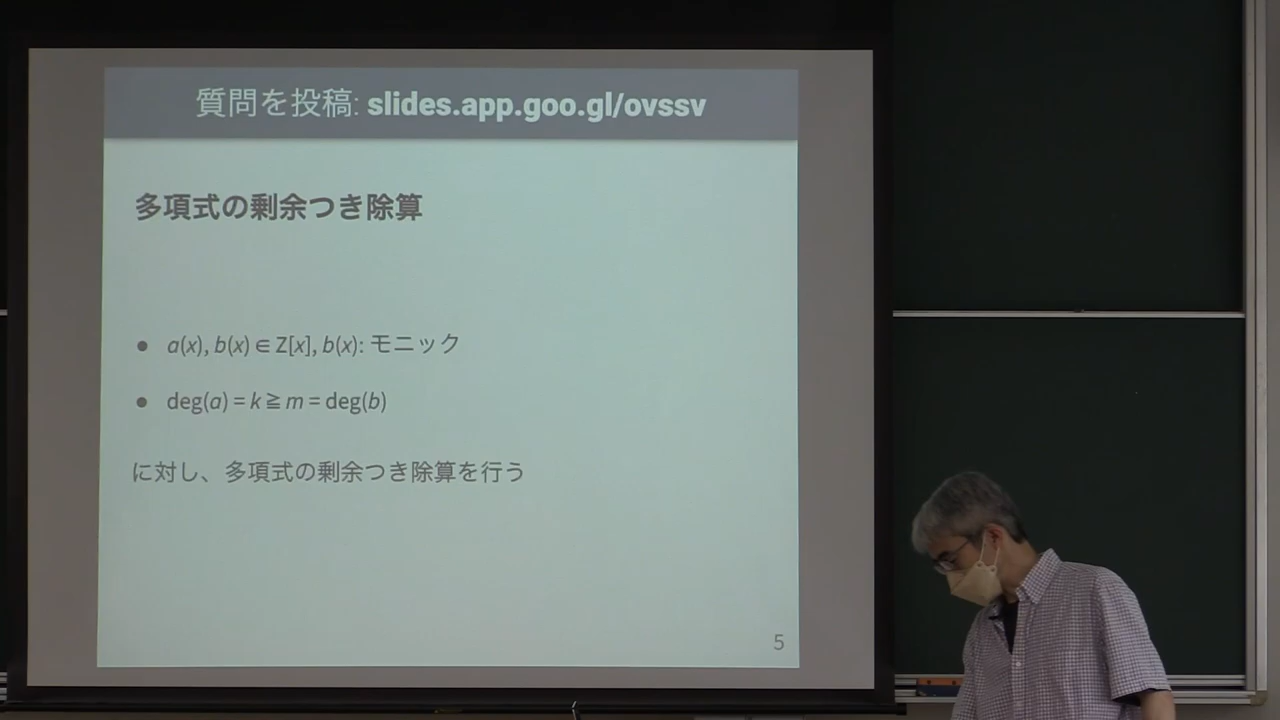 質問を投稿: slides.app.goo.gl/ovssv
多項式の剰余つき除算
● a(x), b(x) ∈ Z[x], b(x): モニック
● deg(a) = k ≧ m = deg(b)
に対し、多項式の剰余つき除算を行う
5